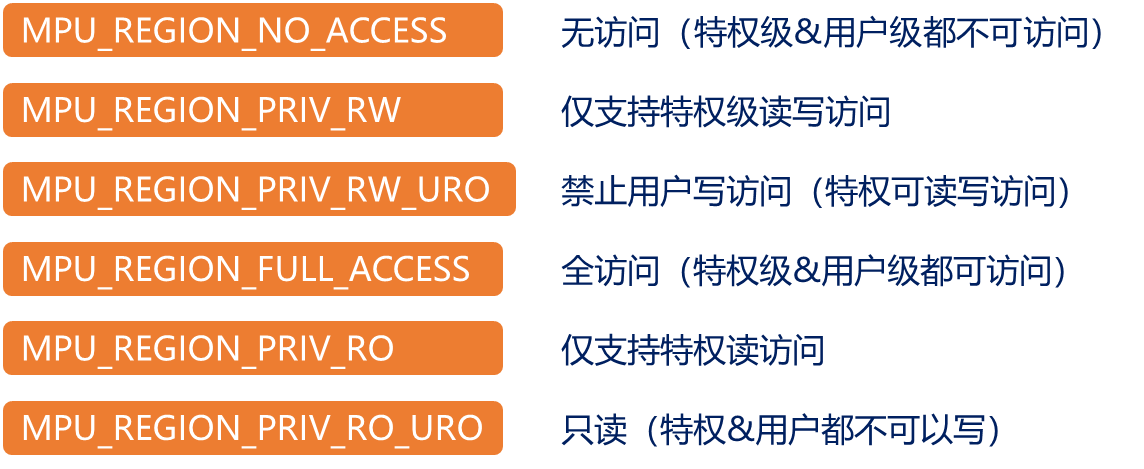 MPU_REGION_NO_ACCESS 无访问（特权级&用户级都不可访问）
MPU_REGION_PRIV_RW 仅支持特权级读写访问
MPU_REGION_PRIV_RW_URO 禁止用户写访问（特权可读写访问）
MPU_REGION_FULL_ACCESS 全访问（特权级&用户级都可访问）
MPU_REGION_PRIV_RO 仅支持特权读访问
MPU_REGION_PRIV_RO_URO 只读（特权&用户都不可以写）